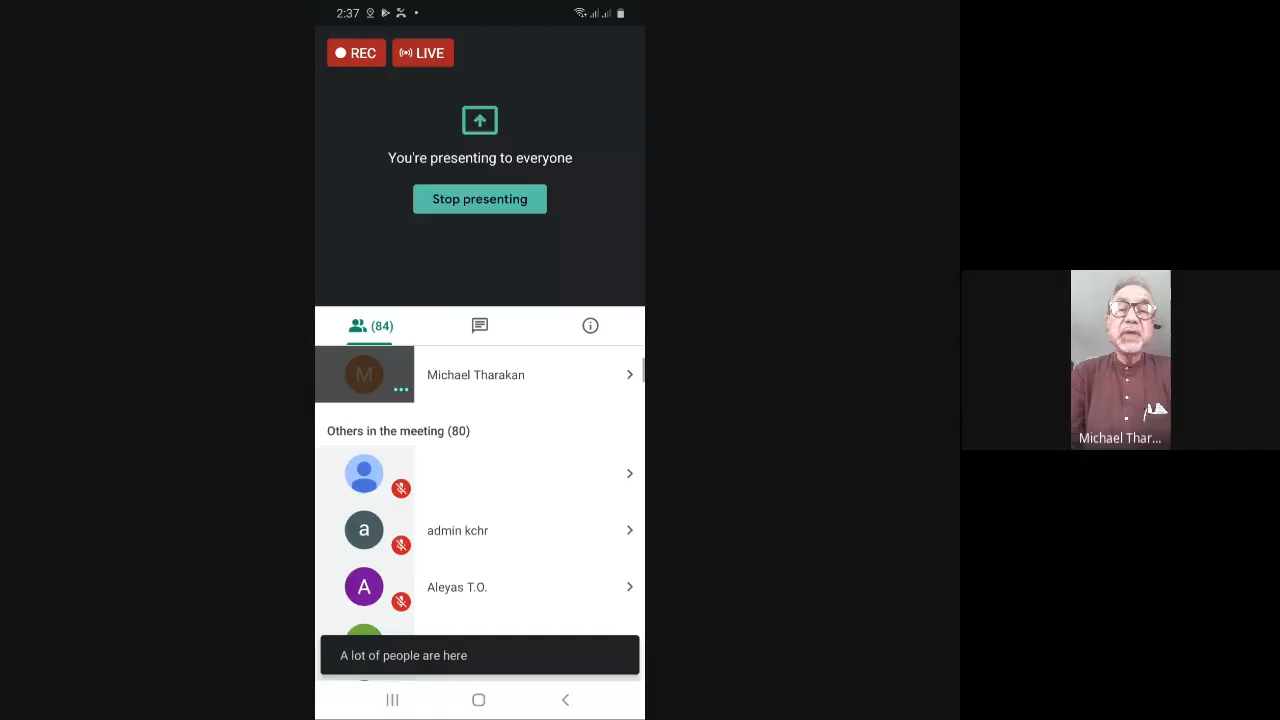 2:37
REC
LIVE
You're presenting to everyone
Stop presenting
(84)
M
Michael Tharakan
Others in the meeting (80)
a
admin kchr
A
Aleyas T.O.
A lot of people are here
Michael Thar...